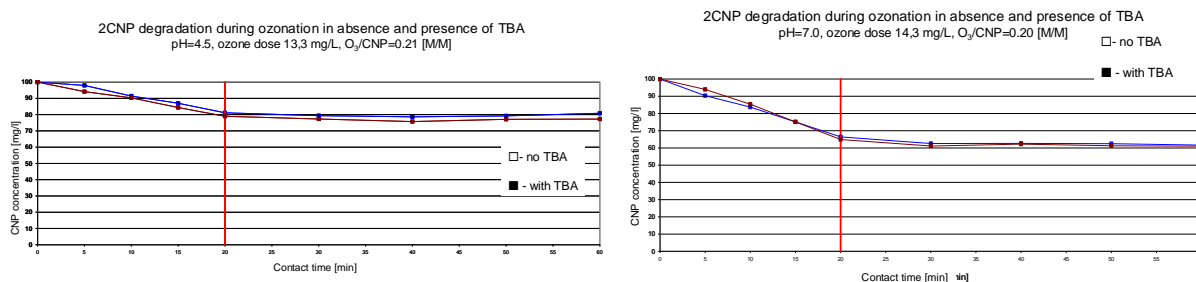 2CNP degradation during ozonation in absence and presence of TBA
pH=4.5, ozone dose 13,3 mg/L, O3/CNP=0.21 [M/M]
CNP concentration [mg/l]
100
90
80
70
60
50
40
30
20
10
0
0 5 10 15 20 25 30 35 40 45 50 55 60
Contact time [min]
- no TBA
- with TBA
2CNP degradation during ozonation in absence and presence of TBA
pH=7.0, ozone dose 14,3 mg/L, O3/CNP=0.20 [M/M]
- no TBA
- with TBA
CNP concentration [mg/l]
100
90
80
70
60
50
40
30
20
10
0
0 5 10 15 20 25 30 35 40 45 50 55
Contact time [min]